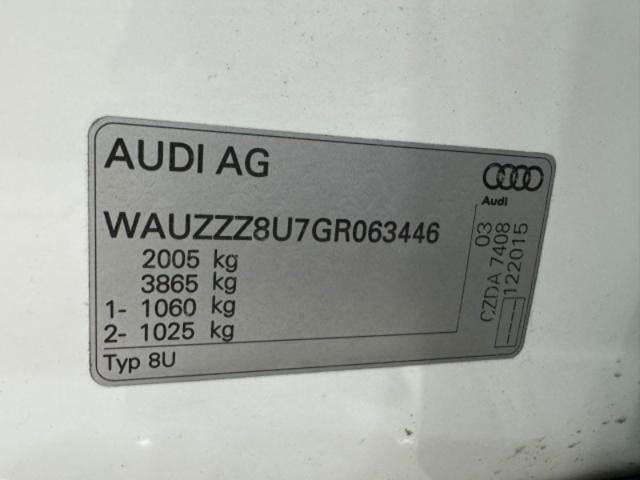 AUDI AG
Audi
WAUZZZ8U7GR063446
2005 kg
3865 kg
1- 1060 kg
2- 1025 kg
Typ 8U
03
CZDA 7408
122015